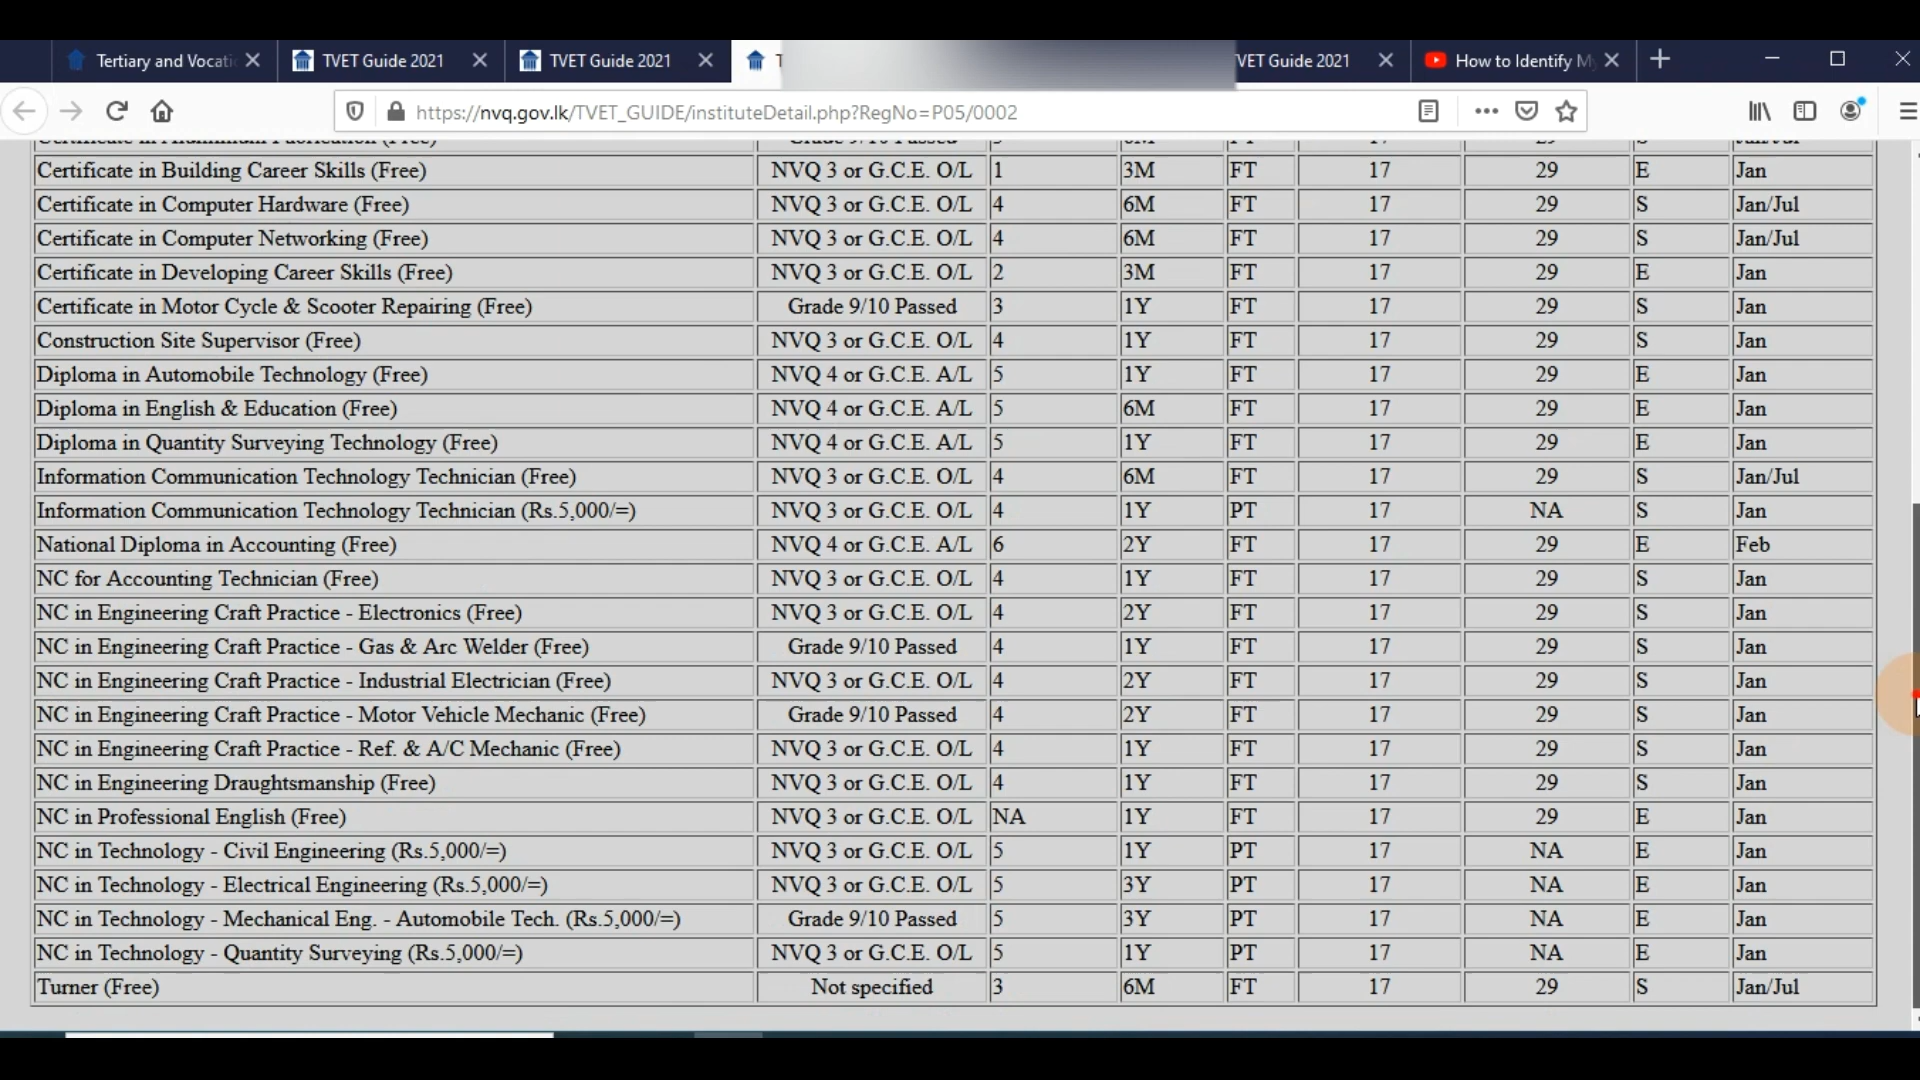 Tertiary and Vocati
TVET Guide 2021
TVET Guide 2021
VET Guide 2021
How to Identify M
https://nvq.gov.lk/TVET_GUIDE/instituteDetail.php?RegNo=P05/0002
Certificate in Building Career Skills (Free) NVQ 3 or G.C.E. O/L 1 3M FT 17 29 E Jan
Certificate in Computer Hardware (Free) NVQ 3 or G.C.E. O/L 4 6M FT 17 29 S Jan/Jul
Certificate in Computer Networking (Free) NVQ 3 or G.C.E. O/L 4 6M FT 17 29 S Jan/Jul
Certificate in Developing Career Skills (Free) NVQ 3 or G.C.E. O/L 2 3M FT 17 29 E Jan
Certificate in Motor Cycle & Scooter Repairing (Free) Grade 9/10 Passed 3 1Y FT 17 29 S Jan
Construction Site Supervisor (Free) NVQ 3 or G.C.E. O/L 4 1Y FT 17 29 S Jan
Diploma in Automobile Technology (Free) NVQ 4 or G.C.E. A/L 5 1Y FT 17 29 E Jan
Diploma in English & Education (Free) NVQ 4 or G.C.E. A/L 5 6M FT 17 29 E Jan
Diploma in Quantity Surveying Technology (Free) NVQ 4 or G.C.E. A/L 5 1Y FT 17 29 E Jan
Information Communication Technology Technician (Free) NVQ 3 or G.C.E. O/L 4 6M FT 17 29 S Jan/Jul
Information Communication Technology Technician (Rs.5,000/=) NVQ 3 or G.C.E. O/L 4 1Y PT 17 NA S Jan
National Diploma in Accounting (Free) NVQ 4 or G.C.E. A/L 6 2Y FT 17 29 E Feb
NC for Accounting Technician (Free) NVQ 3 or G.C.E. O/L 4 1Y FT 17 29 S Jan
NC in Engineering Craft Practice - Electronics (Free) NVQ 3 or G.C.E. O/L 4 2Y FT 17 29 S Jan
NC in Engineering Craft Practice - Gas & Arc Welder (Free) Grade 9/10 Passed 4 1Y FT 17 29 S Jan
NC in Engineering Craft Practice - Industrial Electrician (Free) NVQ 3 or G.C.E. O/L 4 2Y FT 17 29 S Jan
NC in Engineering Craft Practice - Motor Vehicle Mechanic (Free) Grade 9/10 Passed 4 2Y FT 17 29 S Jan
NC in Engineering Craft Practice - Ref. & A/C Mechanic (Free) NVQ 3 or G.C.E. O/L 4 1Y FT 17 29 S Jan
NC in Engineering Draughtsmanship (Free) NVQ 3 or G.C.E. O/L 4 1Y FT 17 29 S Jan
NC in Professional English (Free) NVQ 3 or G.C.E. O/L NA 1Y FT 17 29 E Jan
NC in Technology - Civil Engineering (Rs.5,000/=) NVQ 3 or G.C.E. O/L 5 1Y PT 17 NA E Jan
NC in Technology - Electrical Engineering (Rs.5,000/=) NVQ 3 or G.C.E. O/L 5 3Y PT 17 NA E Jan
NC in Technology - Mechanical Eng. - Automobile Tech. (Rs.5,000/=) Grade 9/10 Passed 5 3Y PT 17 NA E Jan
NC in Technology - Quantity Surveying (Rs.5,000/=) NVQ 3 or G.C.E. O/L 5 1Y PT 17 NA E Jan
Turner (Free) Not specified 3 6M FT 17 29 S Jan/Jul